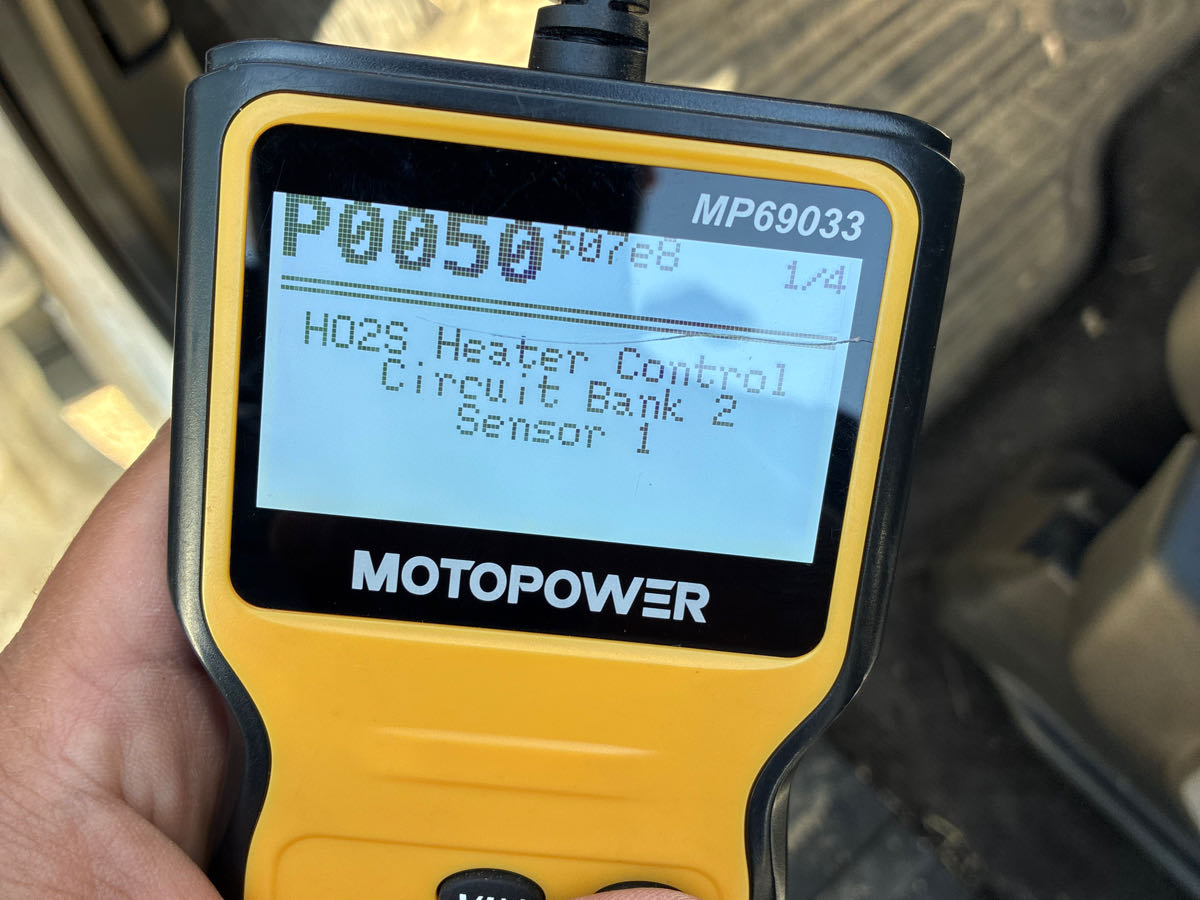 MP69033
P0050 $07e8 1/4
HO2S Heater Control
Circuit Bank 2
Sensor 1
MOTOPOWER